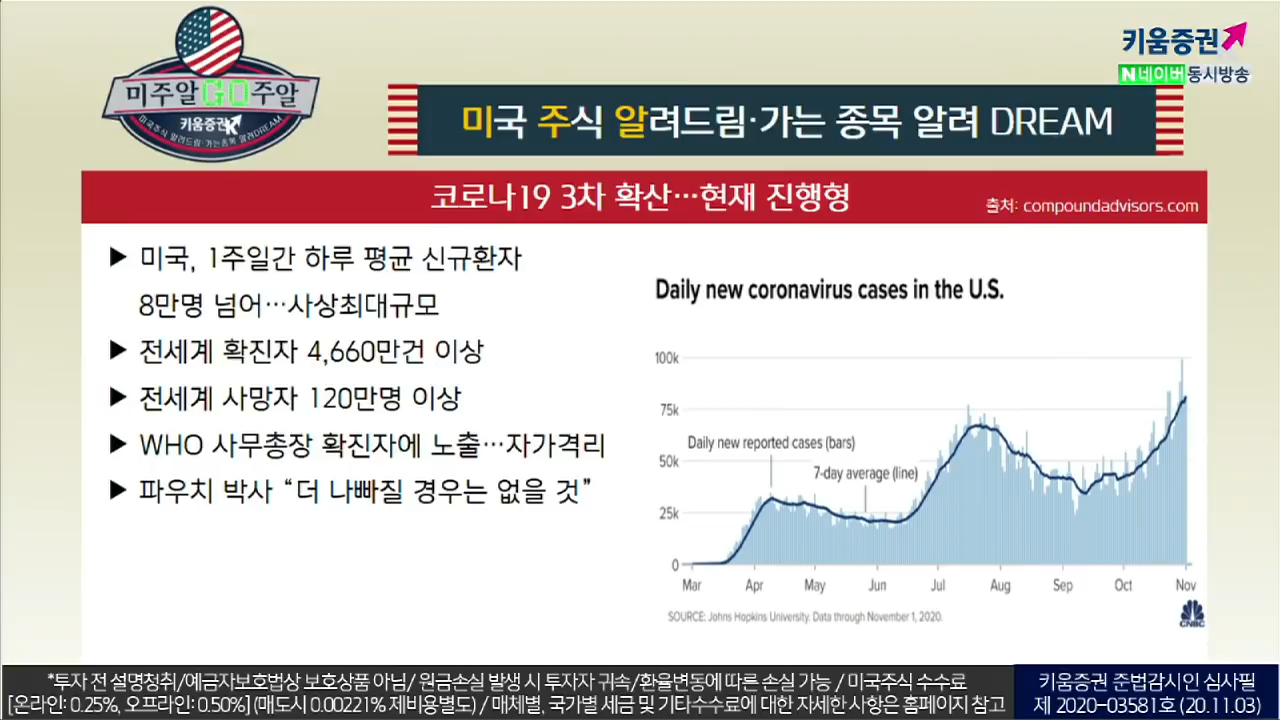 미주알GO주알
키움증권
미국주식 알려드림·가는종목 알려DREAM
키움증권
N 네이버 동시방송
미국 주식 알려드림·가는 종목 알려 DREAM
코로나19 3차 확산…현재 진행형
출처: compoundadvisors.com
▶ 미국, 1주일간 하루 평균 신규환자
8만명 넘어…사상최대규모
▶ 전세계 확진자 4,660만건 이상
▶ 전세계 사망자 120만명 이상
▶ WHO 사무총장 확진자에 노출…자가격리
▶ 파우치 박사 “더 나빠질 경우는 없을 것”
Daily new coronavirus cases in the U.S.
100k
75k
Daily new reported cases (bars)
50k
7-day average (line)
25k
0
Mar Apr May Jun Jul Aug Sep Oct Nov
SOURCE: Johns Hopkins University. Data through November 1, 2020.
CNBC
*투자 전 설명청취/예금자보호법상 보호상품 아님/ 원금손실 발생 시 투자자 귀속/환율변동에 따른 손실 가능 / 미국주식 수수료
[온라인: 0.25%, 오프라인: 0.50%] (매도시 0.00221% 제비용별도) / 매체별, 국가별 세금 및 기타수수료에 대한 자세한 사항은 홈페이지 참고
키움증권 준법감시인 심사필
제 2020-03581호 (20.11.03)